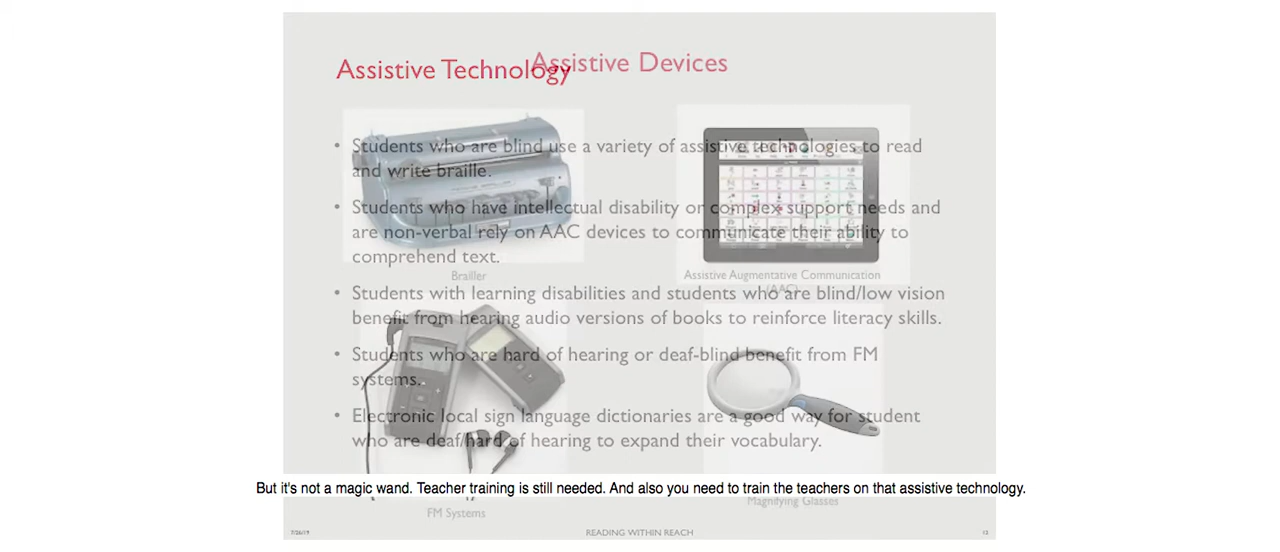 Assistive Technology
Assistive Devices
• Students who are blind use a variety of assistive technologies to read
and write braille.
• Students who have intellectual disability or complex support needs and
are non-verbal rely on AAC devices to communicate their ability to
comprehend text.
Brailler
Assistive Augmentative Communication
(AAC)
• Students with learning disabilities and students who are blind/low vision
benefit from hearing audio versions of books to reinforce literacy skills.
• Students who are hard of hearing or deaf-blind benefit from FM
systems.
• Electronic local sign language dictionaries are a good way for student
who are deaf/hard of hearing to expand their vocabulary.
But it's not a magic wand. Teacher training is still needed. And also you need to train the teachers on that assistive technology.
Magnifying Glasses
FM Systems
7/26/19
READING WITHIN REACH